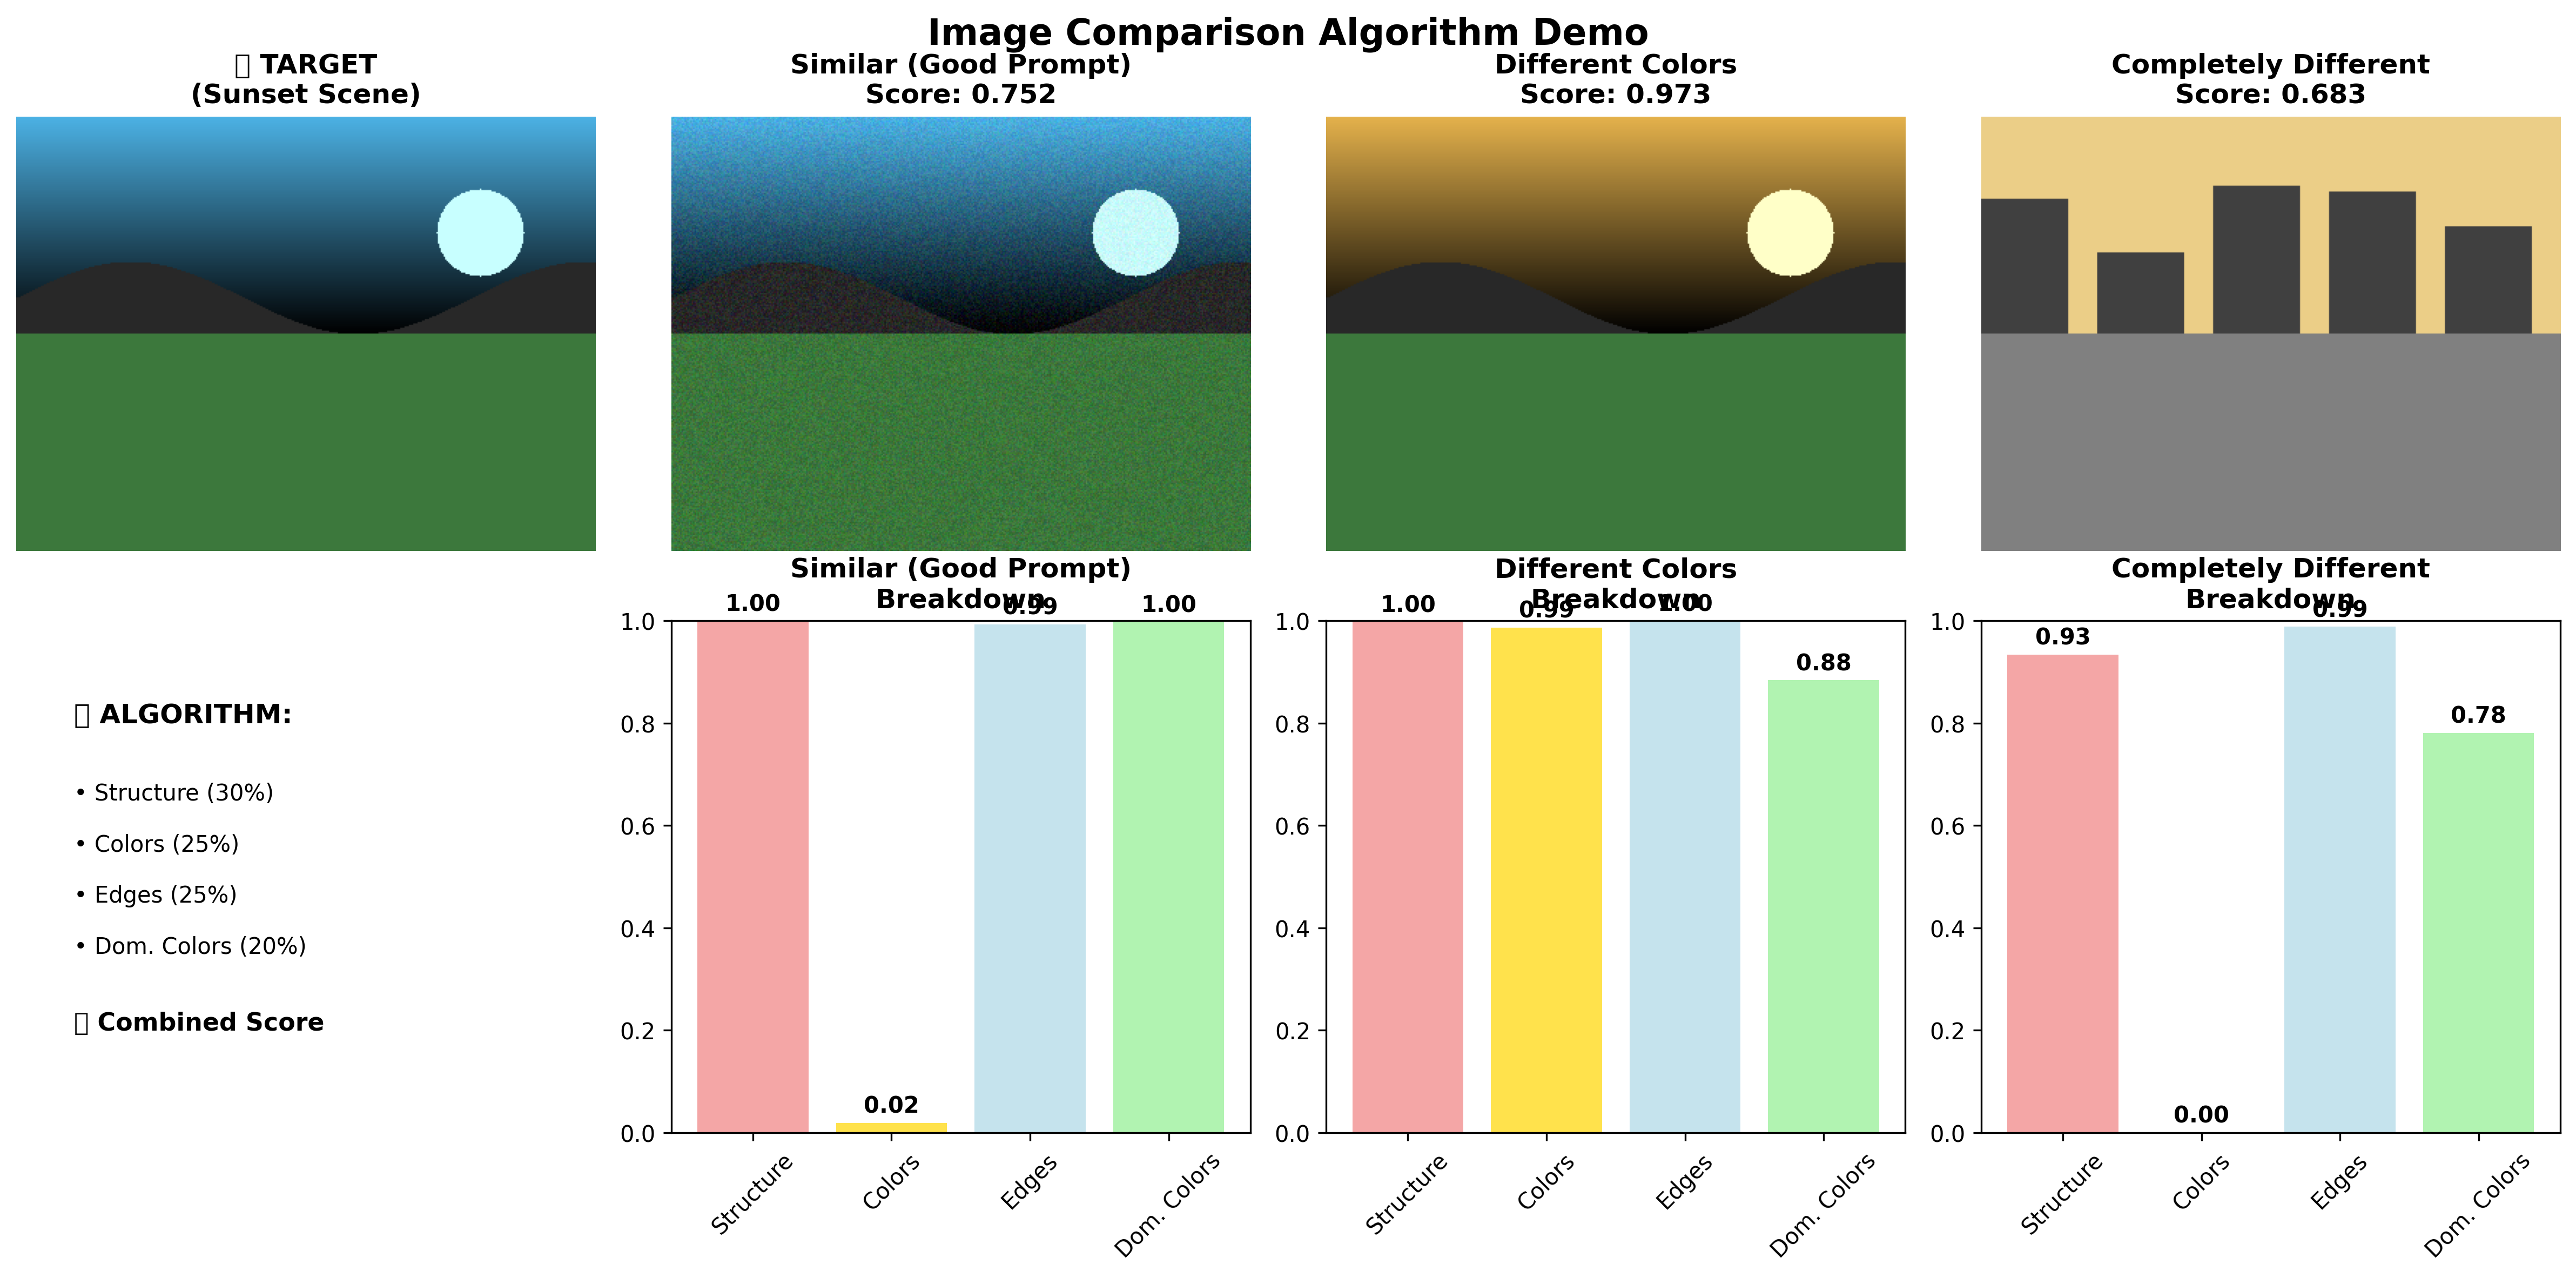 Image Comparison Algorithm Demo
TARGET
(Sunset Scene)
Similar (Good Prompt)
Score: 0.752
Different Colors
Score: 0.973
Completely Different
Score: 0.683
ALGORITHM:
• Structure (30%)
• Colors (25%)
• Edges (25%)
• Dom. Colors (20%)
Combined Score
Similar (Good Prompt)
Breakdown
1.00
0.02
0.99
1.00
1.0
0.8
0.6
0.4
0.2
0.0
Structure
Colors
Edges
Dom. Colors
Different Colors
Breakdown
1.00
0.99
1.00
0.88
1.0
0.8
0.6
0.4
0.2
0.0
Structure
Colors
Edges
Dom. Colors
Completely Different
Breakdown
0.93
0.00
0.99
0.78
1.0
0.8
0.6
0.4
0.2
0.0
Structure
Colors
Edges
Dom. Colors